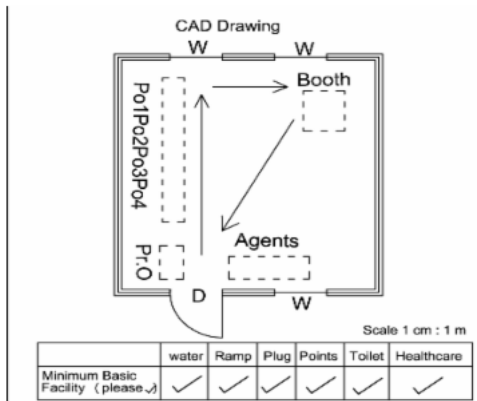 CAD Drawing
W W
Booth
Po1Po2Po3Po4
Agents
Pr.O
D
W
Scale 1 cm : 1 m
water Ramp Plug Points Toilet Healthcare
Minimum Basic
Facility (please ✓) ✓ ✓ ✓ ✓ ✓ ✓